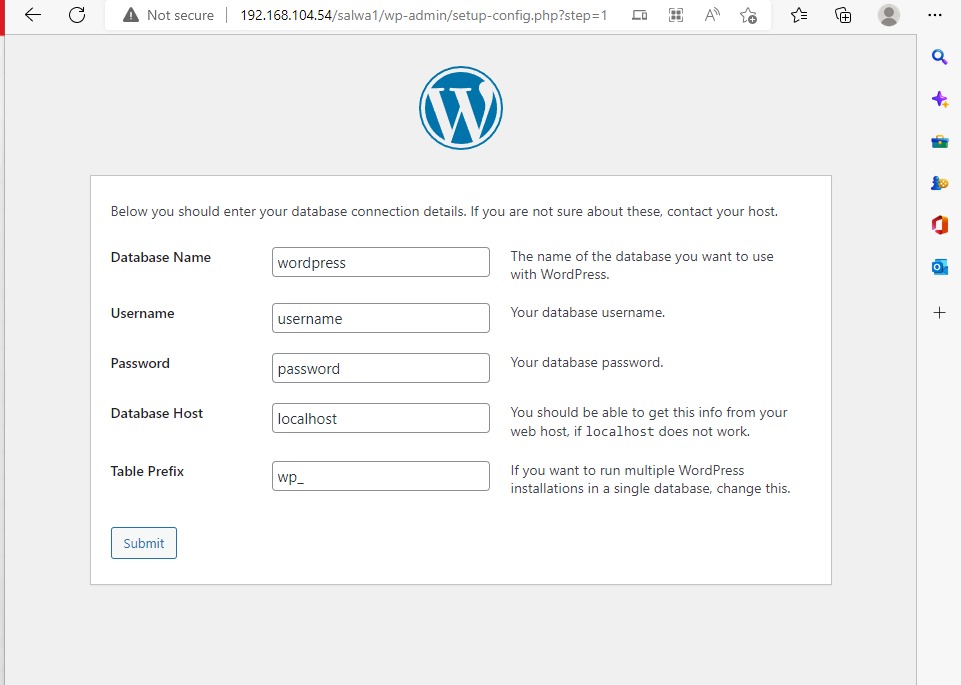 Not secure 192.168.104.54/salwa1/wp-admin/setup-config.php?step=1
Below you should enter your database connection details. If you are not sure about these, contact your host.
Database Name
wordpress
The name of the database you want to use
with WordPress.
Username
username
Your database username.
Password
password
Your database password.
Database Host
localhost
You should be able to get this info from your
web host, if localhost does not work.
Table Prefix
wp_
If you want to run multiple WordPress
installations in a single database, change this.
Submit